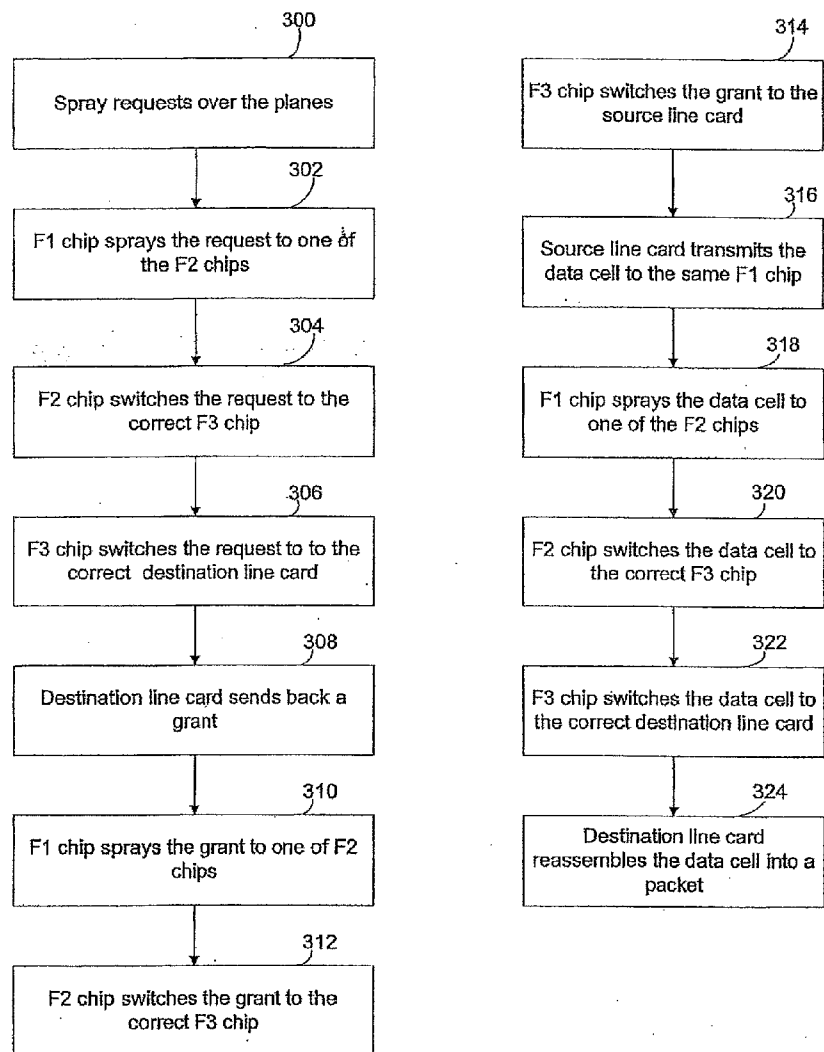 300
Spray requests over the planes
302
F1 chip sprays the request to one of
the F2 chips
304
F2 chip switches the request to the
correct F3 chip
306
F3 chip switches the request to to the
correct destination line card
308
Destination line card sends back a
grant
310
F1 chip sprays the grant to one of F2
chips
312
F2 chip switches the grant to the
correct F3 chip
314
F3 chip switches the grant to the
source line card
316
Source line card transmits the
data cell to the same F1 chip
318
F1 chip sprays the data cell to
one of the F2 chips
320
F2 chip switches the data cell to
the correct F3 chip
322
F3 chip switches the data cell to
the correct destination line card
324
Destination line card
reassembles the data cell into a
packet